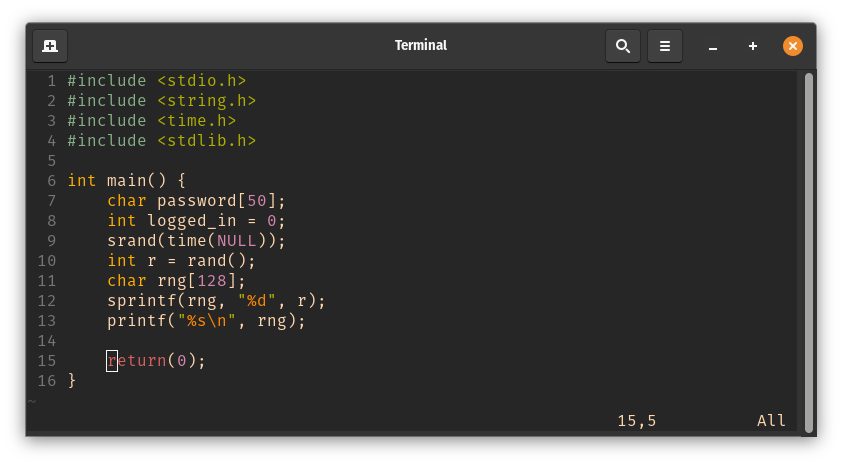 Terminal
1 #include <stdio.h>
2 #include <string.h>
3 #include <time.h>
4 #include <stdlib.h>
5
6 int main() {
7     char password[50];
8     int logged_in = 0;
9     srand(time(NULL));
10     int r = rand();
11     char rng[128];
12     sprintf(rng, "%d", r);
13     printf("%s\n", rng);
14
15     return(0);
16 }
~
15,5 All